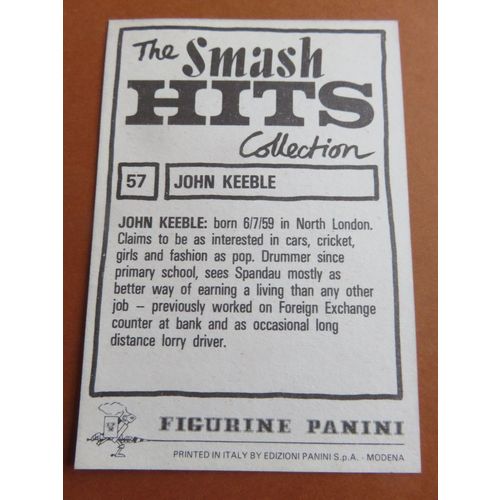 The Smash
HITS
Collection
57 JOHN KEEBLE
JOHN KEEBLE: born 6/7/59 in North London.
Claims to be as interested in cars, cricket,
girls and fashion as pop. Drummer since
primary school, sees Spandau mostly as
better way of earning a living than any other
job – previously worked on Foreign Exchange
counter at bank and as occasional long
distance lorry driver.
FIGURINE PANINI
PRINTED IN ITALY BY EDIZIONI PANINI S.p.A. - MODENA